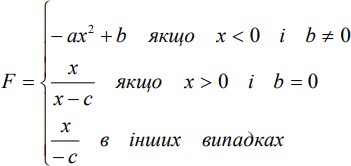 F = { −ax² + b якщо x < 0 і b ≠ 0
x/(x − c) якщо x > 0 і b = 0
x/(−c) в інших випадках